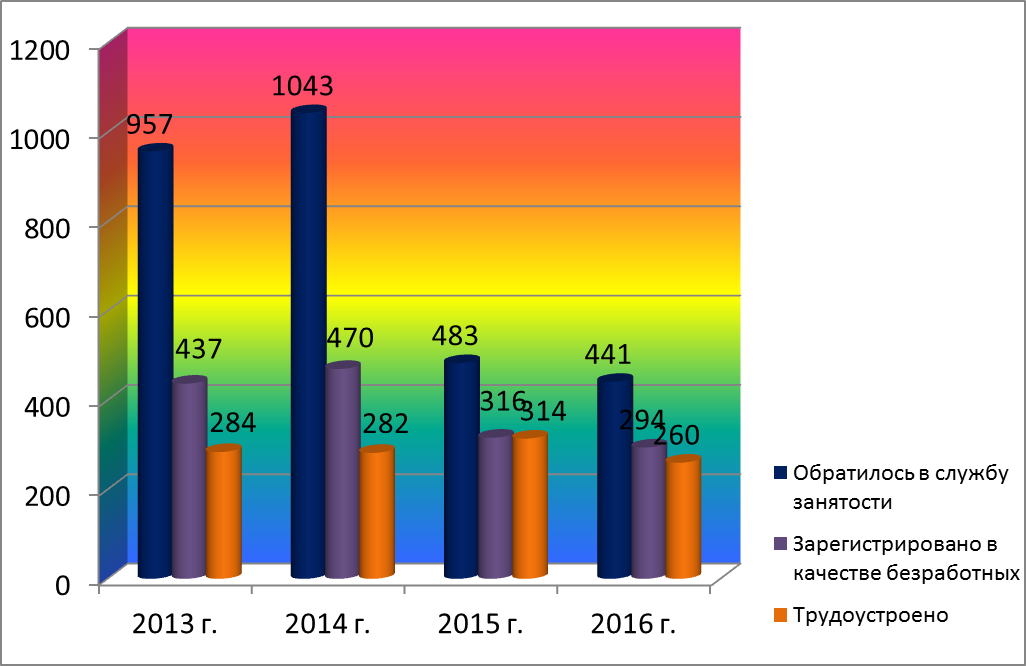 1200
1000
800
600
400
200
0
957
437
284
1043
470
282
483
316
314
441
294
260
2013 г.
2014 г.
2015 г.
2016 г.
Обратилось в службу
занятости
Зарегистрировано в
качестве безработных
Трудоустроено